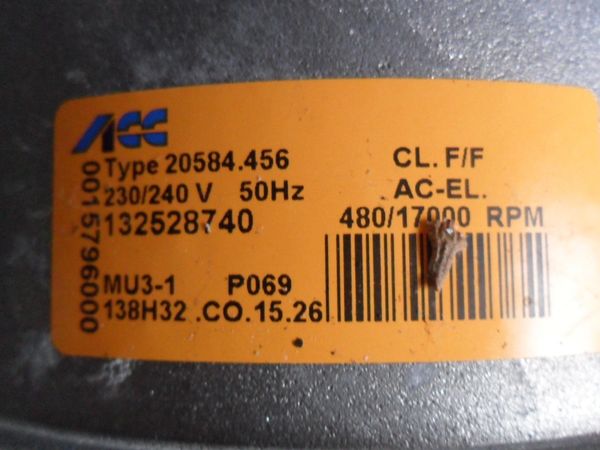 ACC
Type 20584.456
CL. F/F
230/240 V 50Hz
AC-EL.
132528740
480/17000 RPM
MU3-1 P069
138H32 .CO.15.26
0015796000